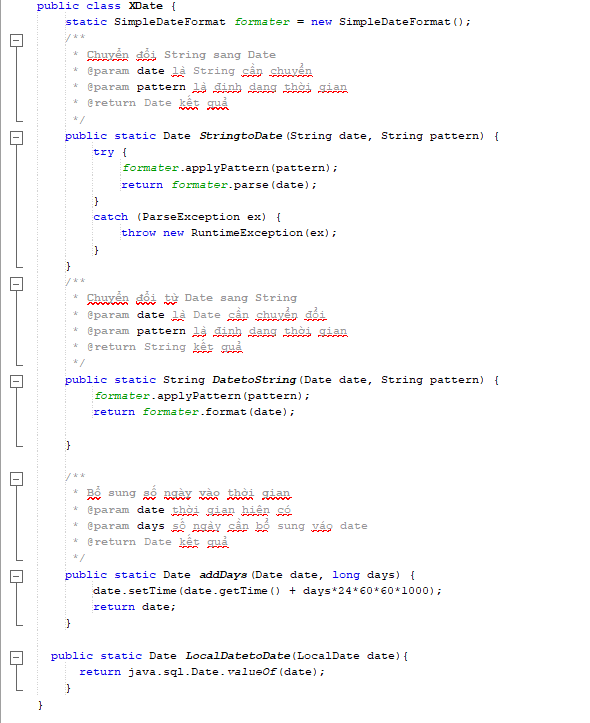 public class XDate {
static SimpleDateFormat formater = new SimpleDateFormat();
/**
* Chuyển đổi String sang Date
* @param date là String cần chuyển
* @param pattern là định dạng thời gian
* @return Date kết quả
*/
public static Date StringtoDate(String date, String pattern) {
try {
formater.applyPattern(pattern);
return formater.parse(date);
}
catch (ParseException ex) {
throw new RuntimeException(ex);
}
}
/**
* Chuyển đổi từ Date sang String
* @param date là Date cần chuyển đổi
* @param pattern là định dạng thời gian
* @return String kết quả
*/
public static String DatetoString(Date date, String pattern) {
formater.applyPattern(pattern);
return formater.format(date);
}
/**
* Bổ sung số ngày vào thời gian
* @param date thời gian hiện có
* @param days số ngày cần bổ sung váo date
* @return Date kết quả
*/
public static Date addDays(Date date, long days) {
date.setTime(date.getTime() + days*24*60*60*1000);
return date;
}
public static Date LocalDatetoDate(LocalDate date){
return java.sql.Date.valueOf(date);
}
}